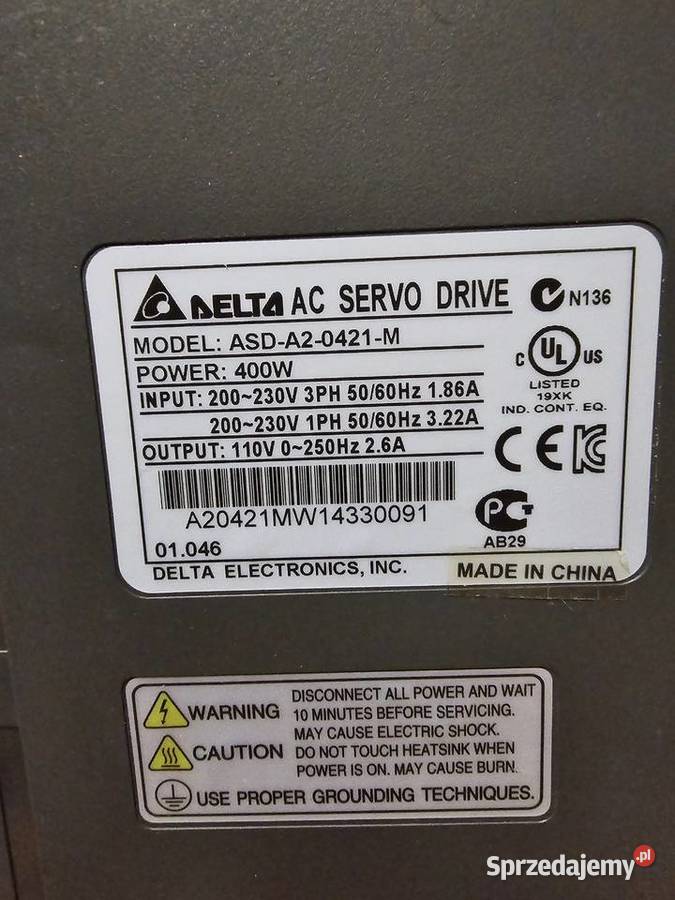 DELTA AC SERVO DRIVE N136
MODEL: ASD-A2-0421-M
POWER: 400W
INPUT: 200~230V 3PH 50/60Hz 1.86A
200~230V 1PH 50/60Hz 3.22A
OUTPUT: 110V 0~250Hz 2.6A
C UL US
LISTED
19XK
IND. CONT. EQ.
CE KC
A20421MW14330091
PCT
AB29
01.046
DELTA ELECTRONICS, INC. MADE IN CHINA
WARNING DISCONNECT ALL POWER AND WAIT
10 MINUTES BEFORE SERVICING.
MAY CAUSE ELECTRIC SHOCK.
CAUTION DO NOT TOUCH HEATSINK WHEN
POWER IS ON. MAY CAUSE BURN.
USE PROPER GROUNDING TECHNIQUES.
Sprzedajemy.pl